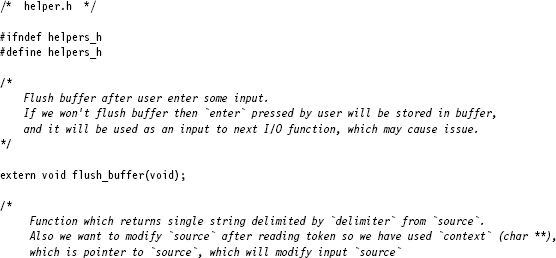 /*  helper.h  */
#ifndef helpers_h
#define helpers_h
/*
Flush buffer after user enter some input.
If we won't flush buffer then `enter` pressed by user will be stored in buffer,
and it will be used as an input to next I/O function, which may cause issue.
*/
extern void flush_buffer(void);
/*
Function which returns single string delimited by `delimiter` from `source`.
Also we want to modify `source` after reading token so we have used `context` (char **),
which is pointer to `source`, which will modify input `source`